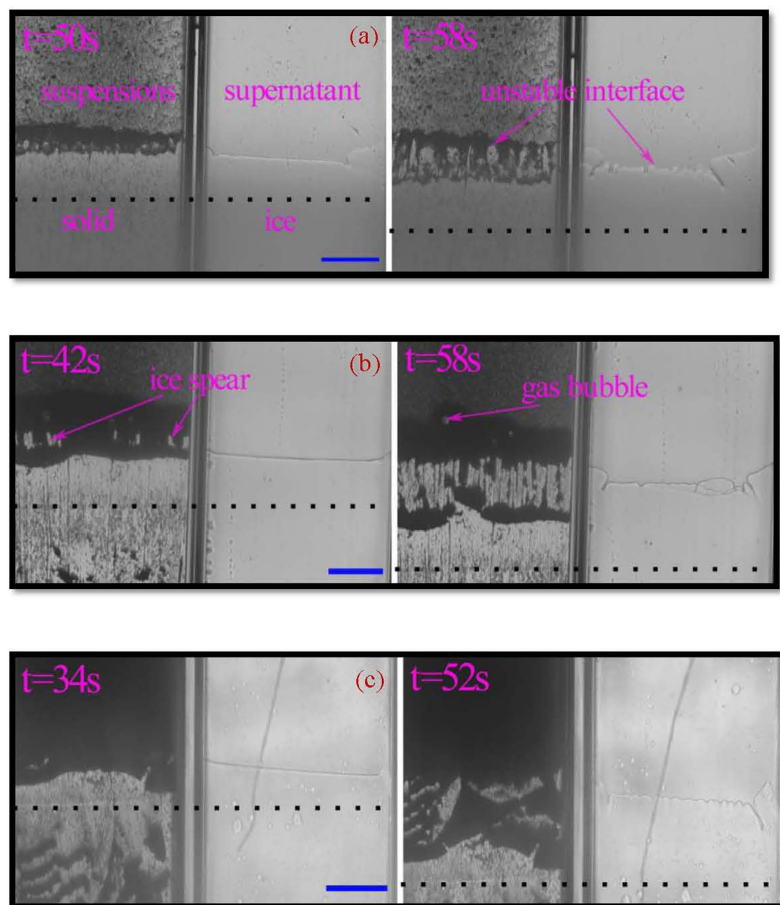 t=50s (a) t=58s
suspensions supernatant unstable interface
solid ice
t=42s (b) t=58s
ice spear gas bubble
t=34s (c) t=52s